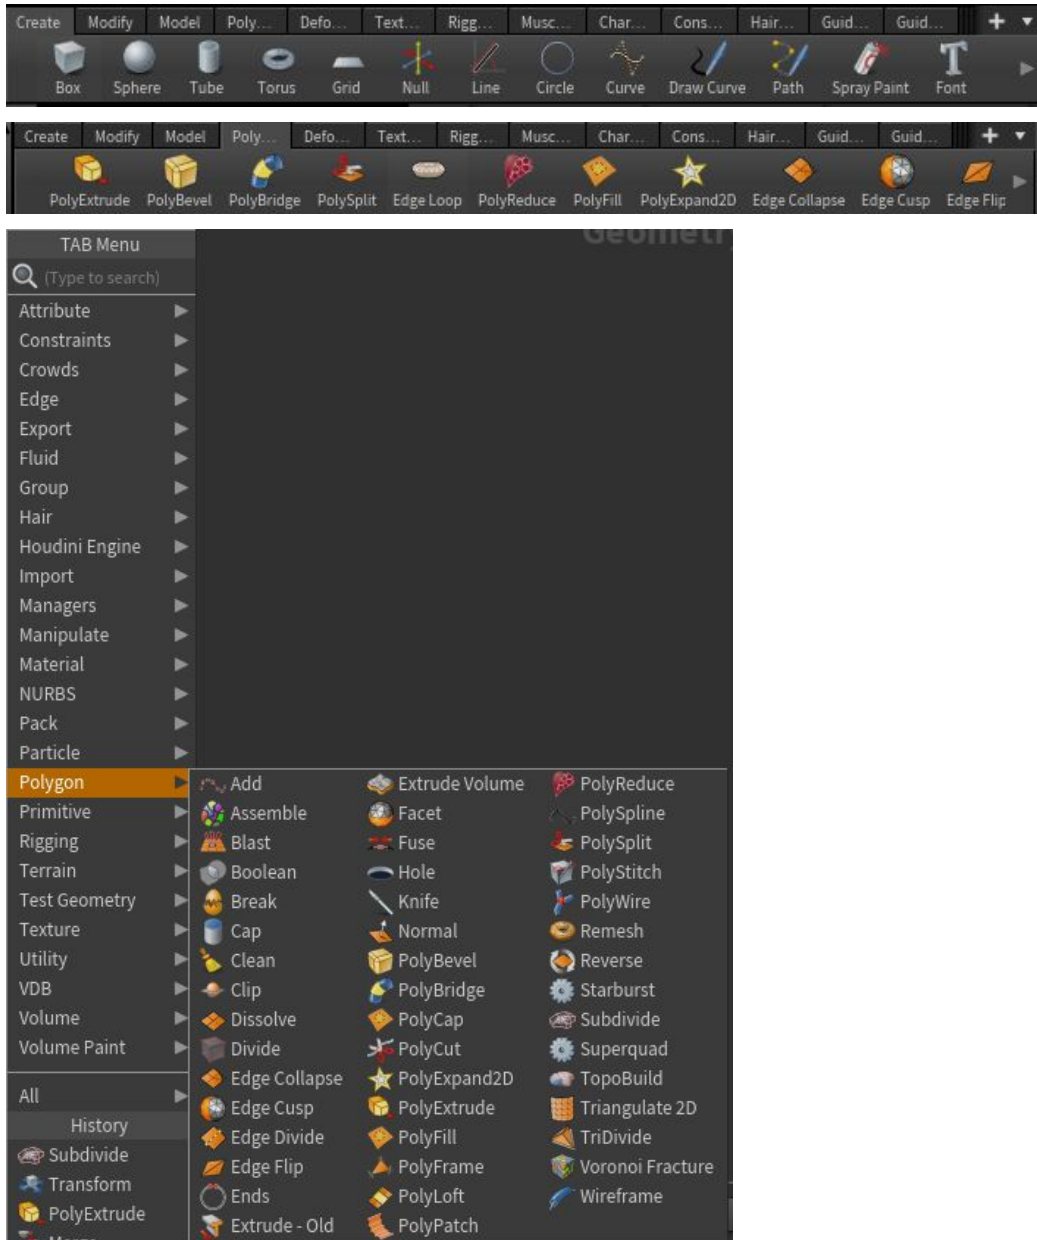 Create Modify Model Poly... Defo... Text... Rigg... Musc... Char... Cons... Hair... Guid... Guid...
Box Sphere Tube Torus Grid Null Line Circle Curve Draw Curve Path Spray Paint Font
Create Modify Model Poly... Defo... Text... Rigg... Musc... Char... Cons... Hair... Guid... Guid...
PolyExtrude PolyBevel PolyBridge PolySplit Edge Loop PolyReduce PolyFill PolyExpand2D Edge Collapse Edge Cusp Edge Flip
TAB Menu
(Type to search)
Attribute
Constraints
Crowds
Edge
Export
Fluid
Group
Hair
Houdini Engine
Import
Managers
Manipulate
Material
NURBS
Pack
Particle
Polygon Add Extrude Volume PolyReduce
Primitive Assemble Facet PolySpline
Rigging Blast Fuse PolySplit
Terrain Boolean Hole PolyStitch
Test Geometry Break Knife PolyWire
Texture Cap Normal Remesh
Utility Clean PolyBevel Reverse
VDB Clip PolyBridge Starburst
Volume Dissolve PolyCap Subdivide
Volume Paint Divide PolyCut Superquad
Edge Collapse PolyExpand2D TopoBuild
All Edge Cusp PolyExtrude Triangulate 2D
History Edge Divide PolyFill TriDivide
Subdivide Edge Flip PolyFrame Voronoi Fracture
Transform Ends PolyLoft Wireframe
PolyExtrude Extrude - Old PolyPatch